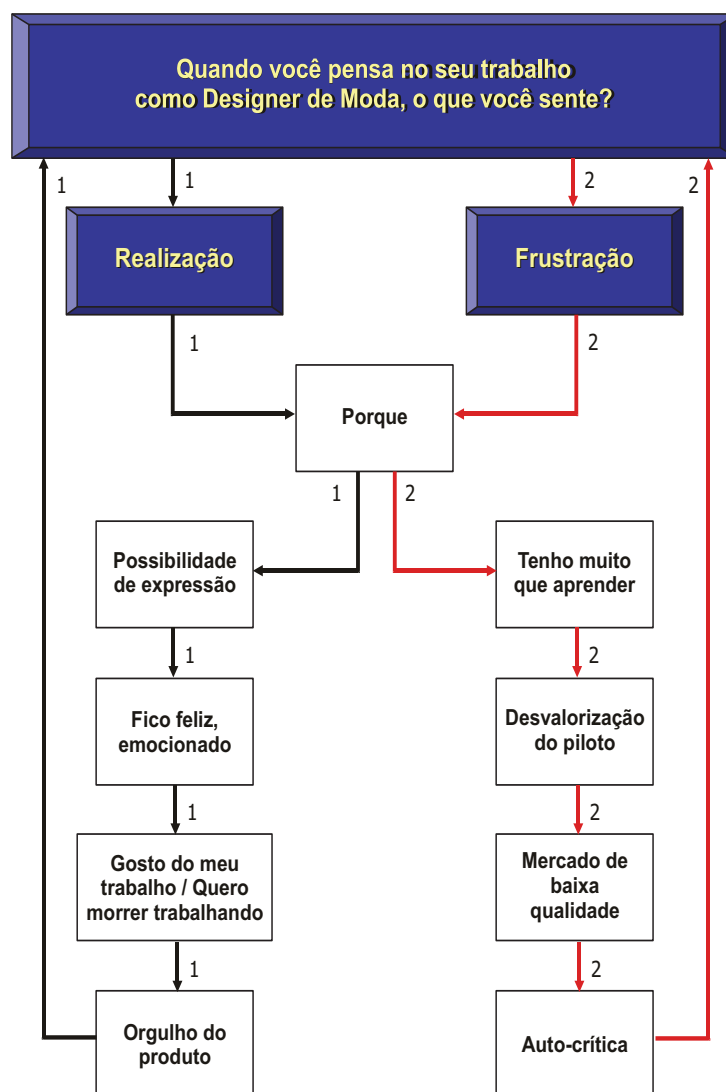 Quando você pensa no seu trabalho
como Designer de Moda, o que você sente?
1
1
2
2
Realização
Frustração
1
2
Porque
1
2
Possibilidade
de expressão
Tenho muito
que aprender
1
2
Fico feliz,
emocionado
Desvalorização
do piloto
1
2
Gosto do meu
trabalho / Quero
morrer trabalhando
Mercado de
baixa
qualidade
1
2
Orgulho do
produto
Auto-crítica